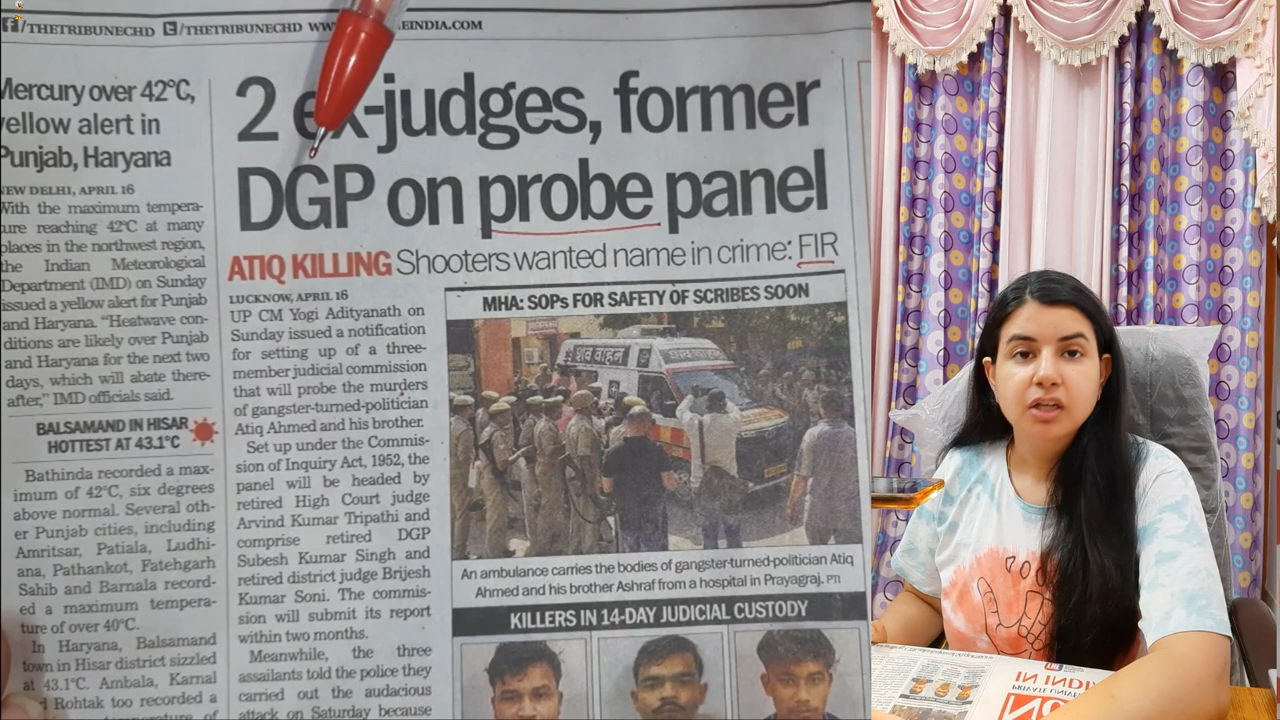 /THETRIBUNECHD /THETRIBUNECHD WW EINDIA.COM
Mercury over 42°C,
yellow alert in
Punjab, Haryana
NEW DELHI, APRIL 16
With the maximum tempera-
ture reaching 42°C at many
places in the northwest region,
the Indian Meteorological
Department (IMD) on Sunday
issued a yellow alert for Punjab
and Haryana. “Heatwave con-
ditions are likely over Punjab
and Haryana for the next two
days, which will abate there-
after,” IMD officials said.
BALSAMAND IN HISAR
HOTTEST AT 43.1°C
Bathinda recorded a max-
imum of 42°C, six degrees
above normal. Several oth-
er Punjab cities, including
Amritsar, Patiala, Ludhi-
ana, Pathankot, Fatehgarh
Sahib and Barnala record-
ed a maximum tempera-
ture of over 40°C.
In Haryana, Balsamand
town in Hisar district sizzled
at 43.1°C. Ambala, Karnal
Rohtak too recorded a
of
2 ex-judges, former
DGP on probe panel
ATIQ KILLING Shooters wanted name in crime: FIR
LUCKNOW, APRIL 16
UP CM Yogi Adityanath on
Sunday issued a notification
for setting up of a three-
member judicial commission
that will probe the murders
of gangster-turned-politician
Atiq Ahmed and his brother.
Set up under the Commis-
sion of Inquiry Act, 1952, the
panel will be headed by
retired High Court judge
Arvind Kumar Tripathi and
comprise retired DGP
Subesh Kumar Singh and
retired district judge Brijesh
Kumar Soni. The commis-
sion will submit its report
within two months.
Meanwhile, the three
assailants told the police they
carried out the audacious
attack on Saturday because
MHA: SOPs FOR SAFETY OF SCRIBES SOON
शव वाहन
शव वाहन
An ambulance carries the bodies of gangster-turned-politician Atiq
Ahmed and his brother Ashraf from a hospital in Prayagraj. PTI
KILLERS IN 14-DAY JUDICIAL CUSTODY
IN INDIA